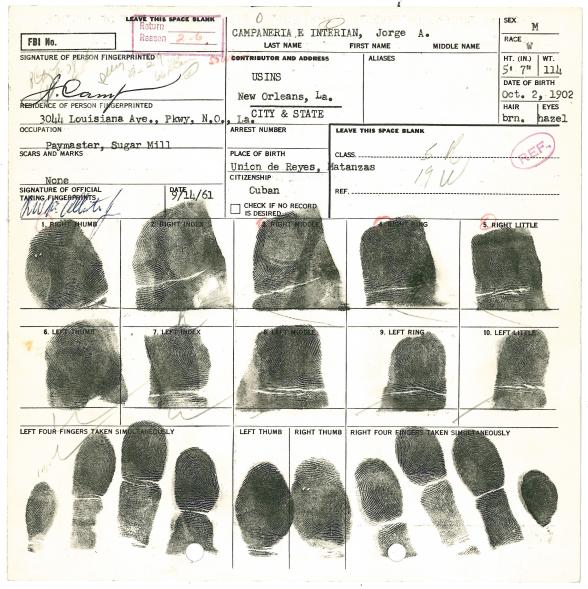 LEAVE THIS SPACE BLANK
Return
Reason 2-6.
FBI No.
CAMPANERIA E INTERIAN, Jorge A.
LAST NAME FIRST NAME MIDDLE NAME
SEX
M
RACE
W
SIGNATURE OF PERSON FINGERPRINTED
CONTRIBUTOR AND ADDRESS
USINS
New Orleans, La.
CITY & STATE
ALIASES
HT. (IN.) WT.
5' 7" 114
DATE OF BIRTH
Oct. 2, 1902
HAIR EYES
brn. hazel
RESIDENCE OF PERSON FINGERPRINTED
3044 Louisiana Ave., Pkwy, N.O., La.
OCCUPATION
Paymaster, Sugar Mill
ARREST NUMBER
LEAVE THIS SPACE BLANK
SCARS AND MARKS
None
PLACE OF BIRTH
Union de Reyes, Matanzas
CITIZENSHIP
Cuban
CLASS.
5 R
19 W
REF.
REF.
SIGNATURE OF OFFICIAL
TAKING FINGERPRINTS
DATE
9/14/61
CHECK IF NO RECORD
IS DESIRED
1. RIGHT THUMB 2. RIGHT INDEX 3. RIGHT MIDDLE 4. RIGHT RING 5. RIGHT LITTLE
6. LEFT THUMB 7. LEFT INDEX 8. LEFT MIDDLE 9. LEFT RING 10. LEFT LITTLE
LEFT FOUR FINGERS TAKEN SIMULTANEOUSLY LEFT THUMB RIGHT THUMB RIGHT FOUR FINGERS TAKEN SIMULTANEOUSLY